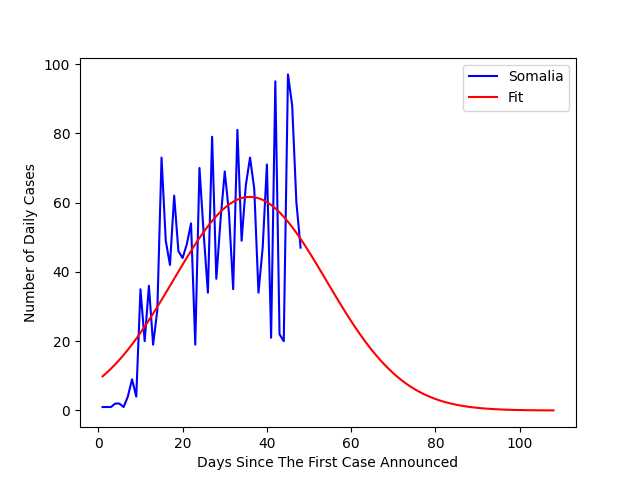 Somalia
Fit
100
80
60
40
20
0
Number of Daily Cases
0 20 40 60 80 100
Days Since The First Case Announced